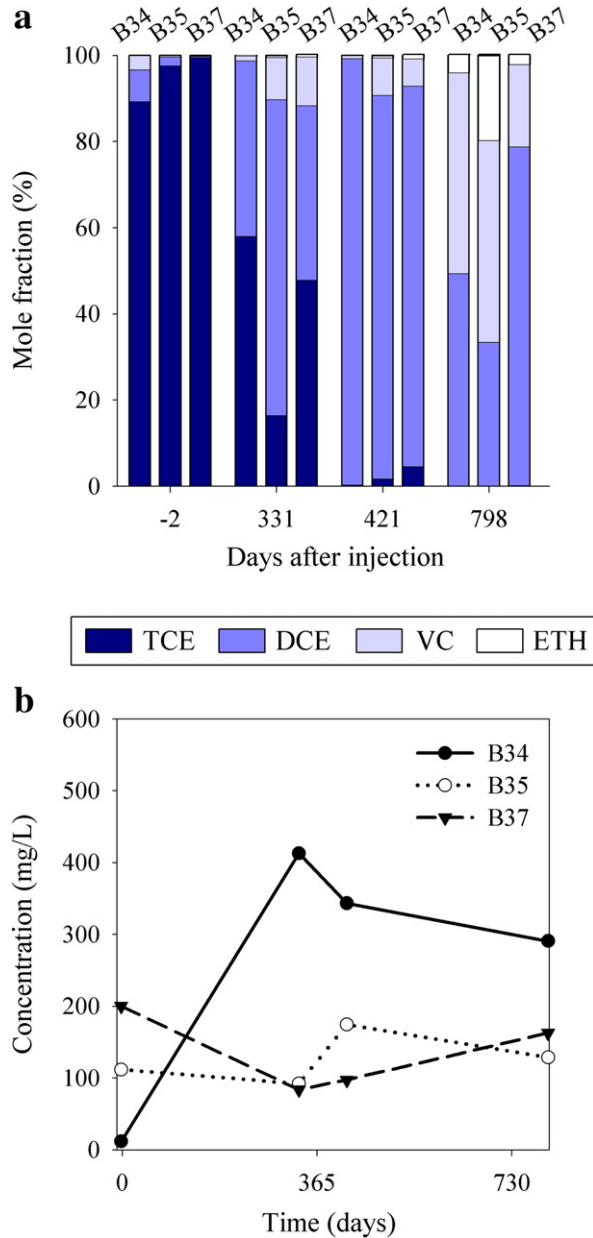 a
B34 B35 B37 B34 B35 B37 B34 B35 B37 B34 B35 B37
100
80
60
40
20
0
Mole fraction (%)
-2 331 421 798
Days after injection
TCE DCE VC ETH
b
600
500
400
300
200
100
0
Concentration (mg/L)
B34
B35
B37
0 365 730
Time (days)